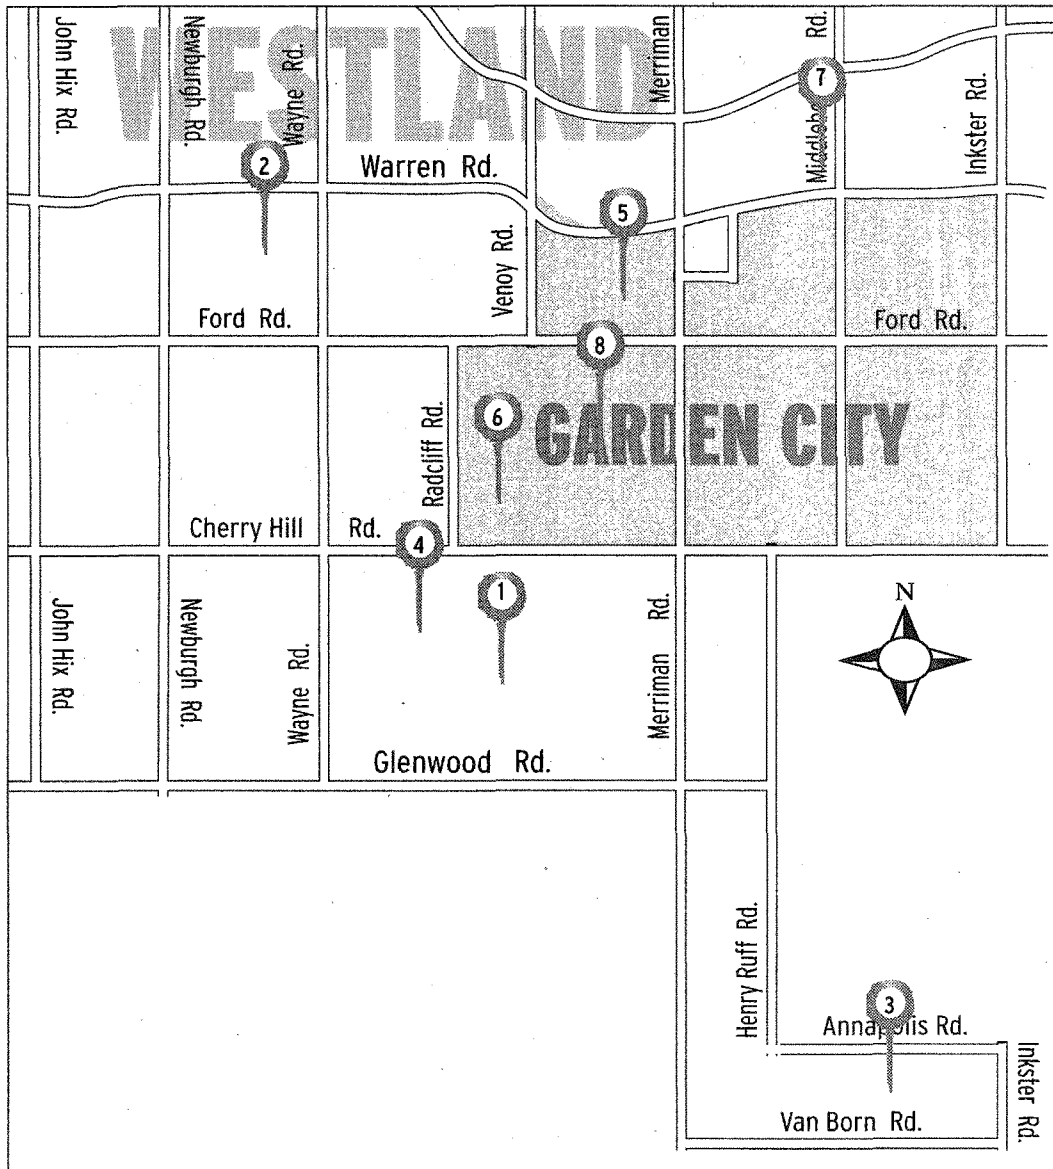 John Hix Rd.
Newburgh Rd.
Wayne Rd.
WESTLAND
Merriman
Rd.
7
Inkster Rd.
2
Warren Rd.
5
Venoy Rd.
Ford Rd.
Ford Rd.
8
6
GARDEN CITY
Radcliff Rd.
Cherry Hill Rd.
4
1
N
John Hix Rd.
Newburgh Rd.
Wayne Rd.
Merriman Rd.
Glenwood Rd.
Henry Ruff Rd.
3
Annapolis Rd.
Inkster Rd.
Van Born Rd.